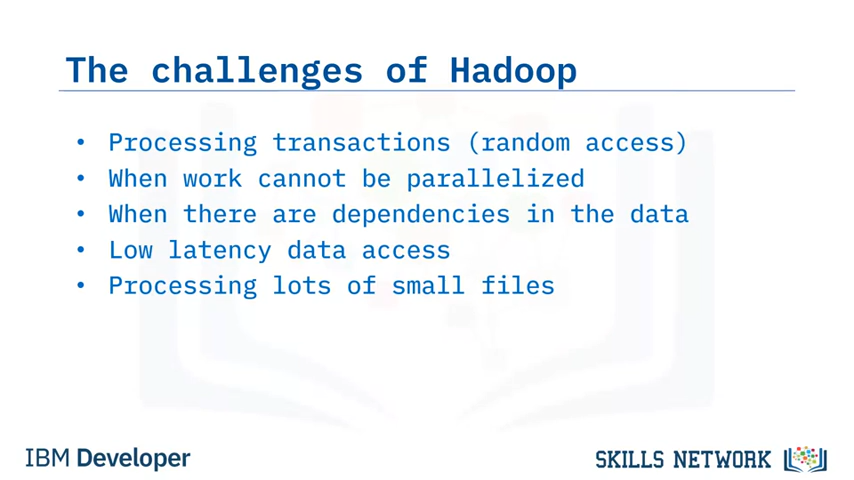 The challenges of Hadoop
• Processing transactions (random access)
• When work cannot be parallelized
• When there are dependencies in the data
• Low latency data access
• Processing lots of small files
IBM Developer
SKILLS NETWORK